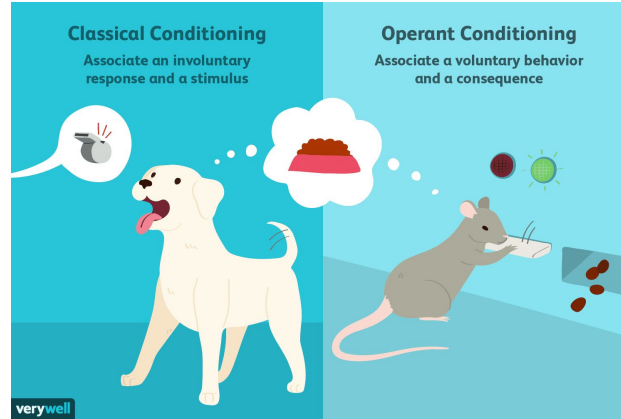 Classical Conditioning
Associate an involuntary
response and a stimulus
Operant Conditioning
Associate a voluntary behavior
and a consequence
verywell